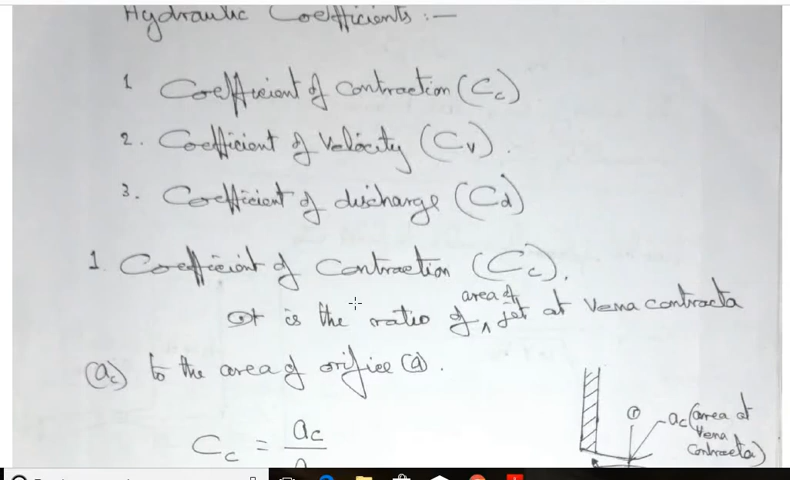 Hydraulic Coefficients :—
1 Coefficient of contraction (Cc)
2. Coefficient of Velocity (Cv).
3. Coefficient of discharge (Cd)
1. Coefficient of Contraction (Cc).
It is the ratio of area of jet at Vena contracta
(ac) to the area of orifice (a).
Cc = ac
①
ac (area at
Vena
Contracta)